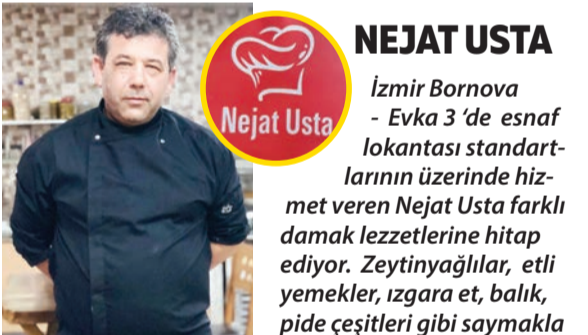 NEJAT USTA
Nejat Usta
İzmir Bornova
- Evka 3 ‘de esnaf
lokantası standart-
larının üzerinde hiz-
met veren Nejat Usta farklı
damak lezzetlerine hitap
ediyor. Zeytinyağlılar, etli
yemekler, ızgara et, balık,
pide çeşitleri gibi saymakla